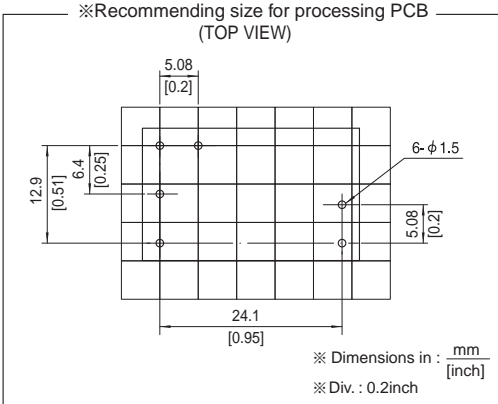 ※Recommending size for processing PCB
(TOP VIEW)
5.08
[0.2]
6-ϕ1.5
12.9
[0.51]
6.4
[0.25]
5.08
[0.2]
24.1
[0.95]
※ Dimensions in : mm
[inch]
※Div. : 0.2inch